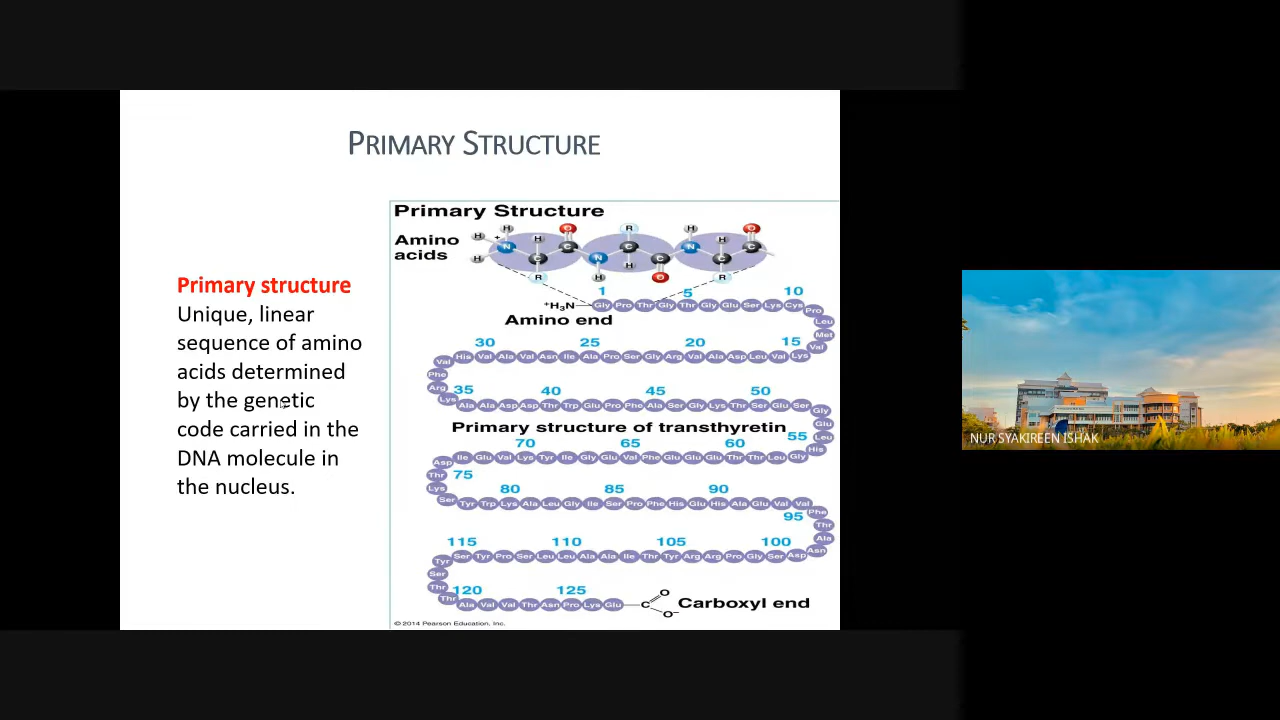 PRIMARY STRUCTURE
Primary structure
Unique, linear
sequence of amino
acids determined
by the genetic
code carried in the
DNA molecule in
the nucleus.
Primary Structure
Amino
acids
H H N H C R O C N H R C H C O H N H C R O C
1 5 10
+H3N Gly Pro Thr Gly Thr Gly Glu Ser Lys Cys
Pro
Leu
Met
Val
Amino end
30 25 20 15
His Val Ala Val Asn Ile Ala Pro Ser Gly Arg Val Ala Asp Leu Val Lys
Val
Phe
Arg
Lys
35 40 45 50
Ala Ala Asp Asp Thr Trp Glu Pro Phe Ala Ser Gly Lys Thr Ser Glu Ser
Gly
Glu
Leu
His
Primary structure of transthyretin
70 65 60 55
Ile Glu Val Lys Tyr Ile Gly Glu Val Phe Glu Glu Glu Thr Thr Leu Gly
Asp
Thr
Lys
Ser
75 80 85 90
Tyr Trp Lys Ala Leu Gly Ile Ser Pro Phe His Glu His Ala Glu Val Val
95
Phe
Thr
Ala
Asn
115 110 105 100
Ser Tyr Pro Ser Leu Leu Ala Ala Ile Thr Tyr Arg Arg Pro Gly Ser Asp
Tyr
Ser
Thr
Thr
120 125
Ala Val Val Thr Asn Pro Lys Glu C O O−
Carboxyl end
© 2014 Pearson Education, Inc.
NUR SYAKIREEN ISHAK